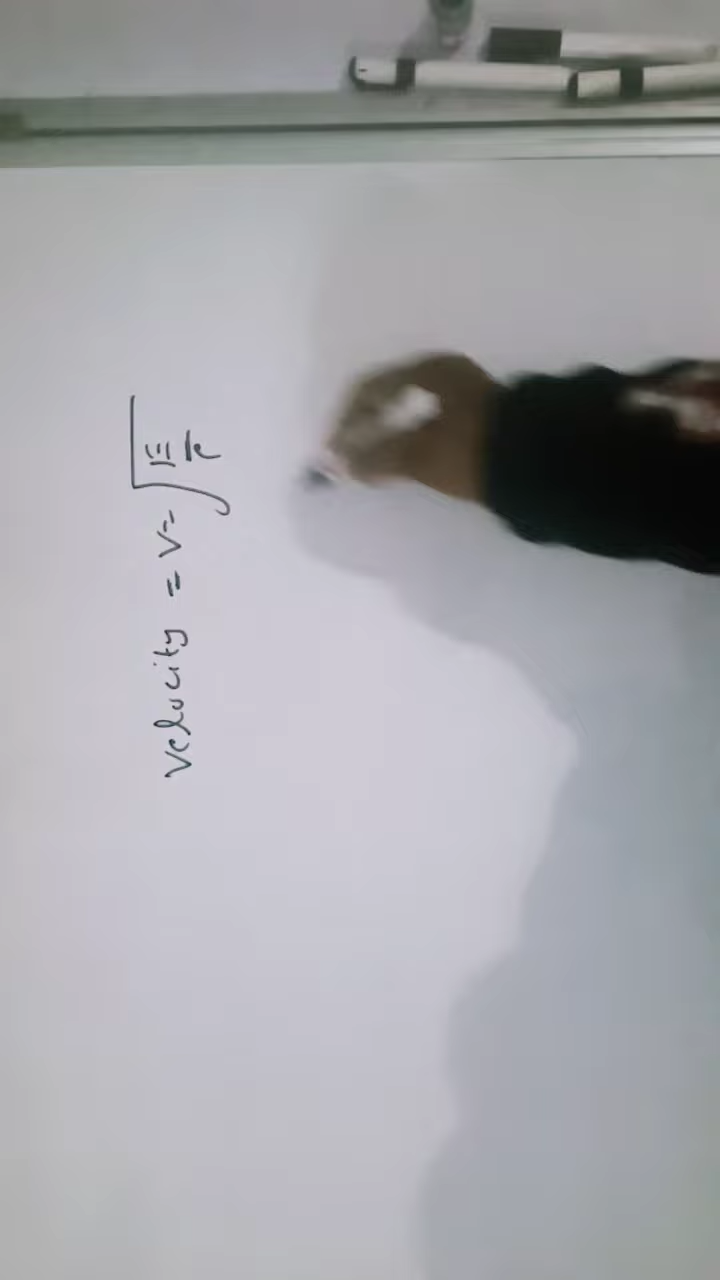 velocity = v = √E/ρ